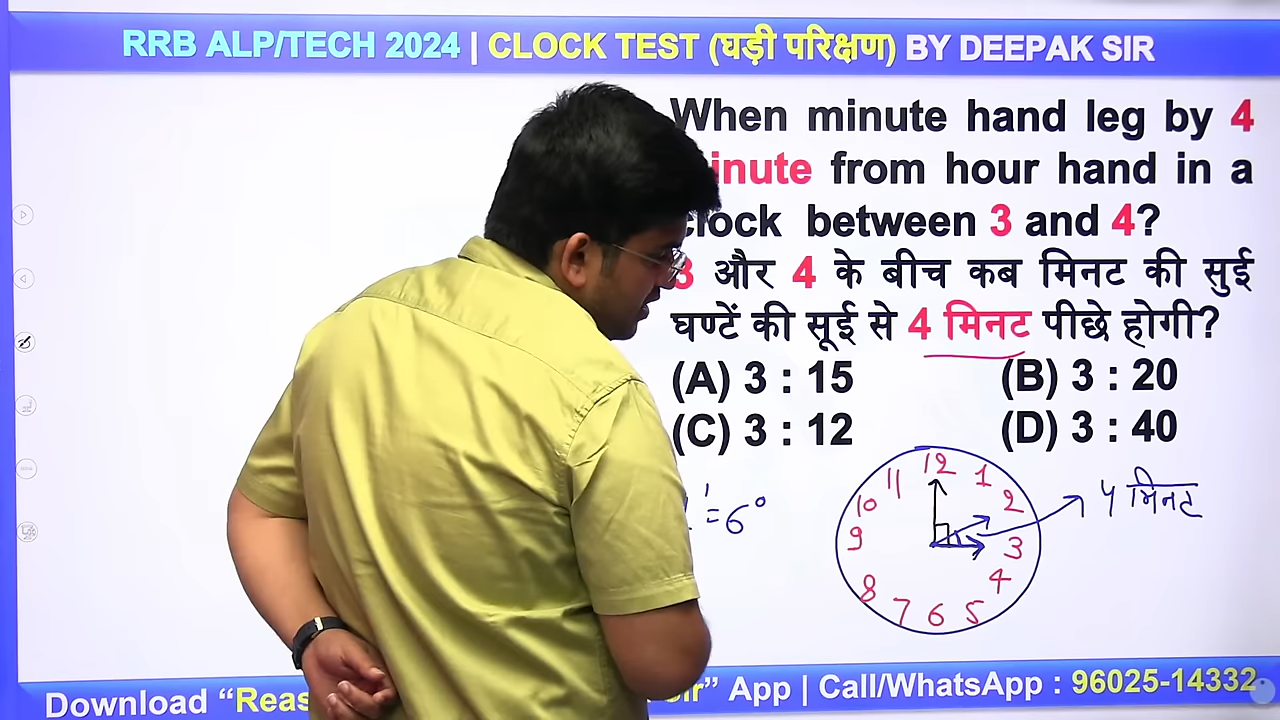 RRB ALP/TECH 2024 | CLOCK TEST (घड़ी परिक्षण) BY DEEPAK SIR
When minute hand leg by 4
from hour hand in a
clock between 3 and 4?
3 और 4 के बीच कब मिनट की सुई
घण्टें की सूई से 4 मिनट पीछे होगी?
(A) 3 : 15 (B) 3 : 20
(C) 3 : 12 (D) 3 : 40
12
11 1
10 2
9 3
8 4
7 6 5
4 मिनट
1' = 6°
Download “ ” App | Call/WhatsApp : 96025-14332